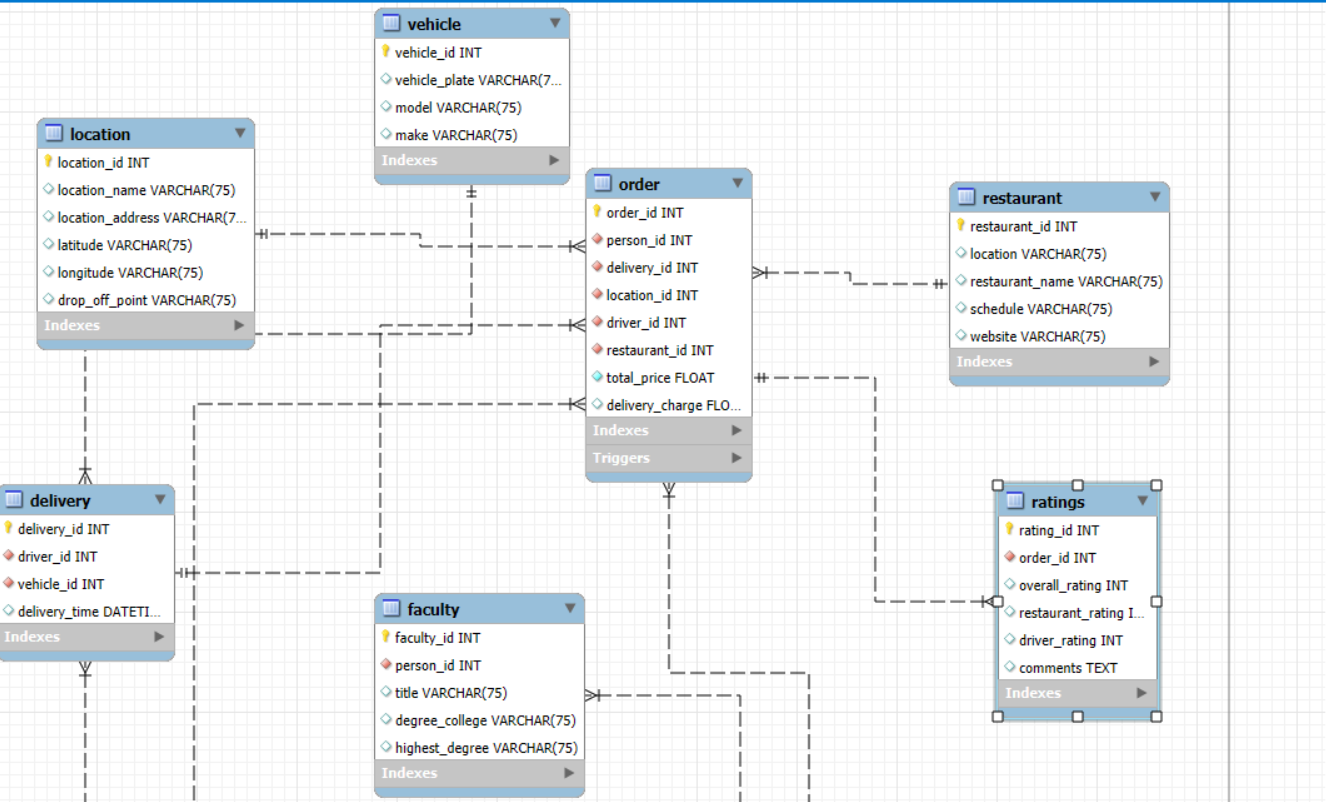 vehicle
vehicle_id INT
vehicle_plate VARCHAR(7...
model VARCHAR(75)
make VARCHAR(75)
Indexes
location
location_id INT
location_name VARCHAR(75)
location_address VARCHAR(7...
latitude VARCHAR(75)
longitude VARCHAR(75)
drop_off_point VARCHAR(75)
Indexes
order
order_id INT
person_id INT
delivery_id INT
location_id INT
driver_id INT
restaurant_id INT
total_price FLOAT
delivery_charge FLO...
Indexes
Triggers
restaurant
restaurant_id INT
location VARCHAR(75)
restaurant_name VARCHAR(75)
schedule VARCHAR(75)
website VARCHAR(75)
Indexes
delivery
delivery_id INT
driver_id INT
vehicle_id INT
delivery_time DATETI...
Indexes
faculty
faculty_id INT
person_id INT
title VARCHAR(75)
degree_college VARCHAR(75)
highest_degree VARCHAR(75)
Indexes
ratings
rating_id INT
order_id INT
overall_rating INT
restaurant_rating I...
driver_rating INT
comments TEXT
Indexes